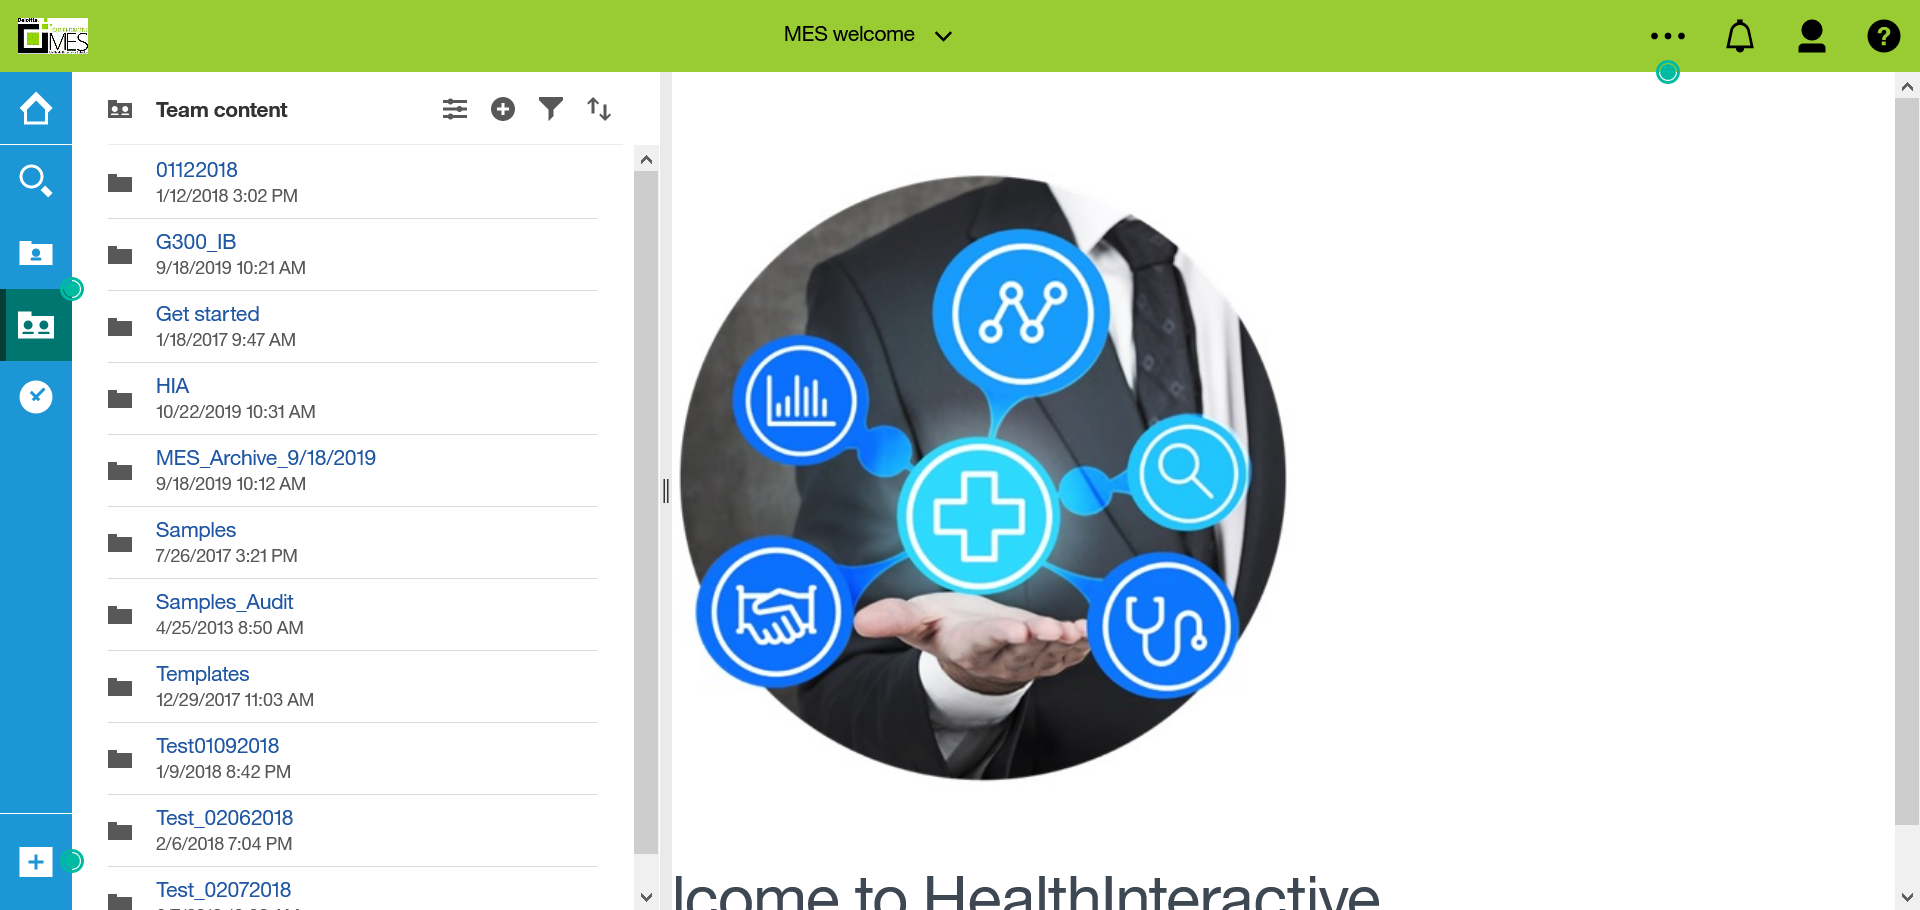 Deloitte.
MES
MES welcome
Team content
01122018
1/12/2018 3:02 PM
G300_IB
9/18/2019 10:21 AM
Get started
1/18/2017 9:47 AM
HIA
10/22/2019 10:31 AM
MES_Archive_9/18/2019
9/18/2019 10:12 AM
Samples
7/26/2017 3:21 PM
Samples_Audit
4/25/2013 8:50 AM
Templates
12/29/2017 11:03 AM
Test01092018
1/9/2018 8:42 PM
Test_02062018
2/6/2018 7:04 PM
Test_02072018
lcome to HealthInteractive